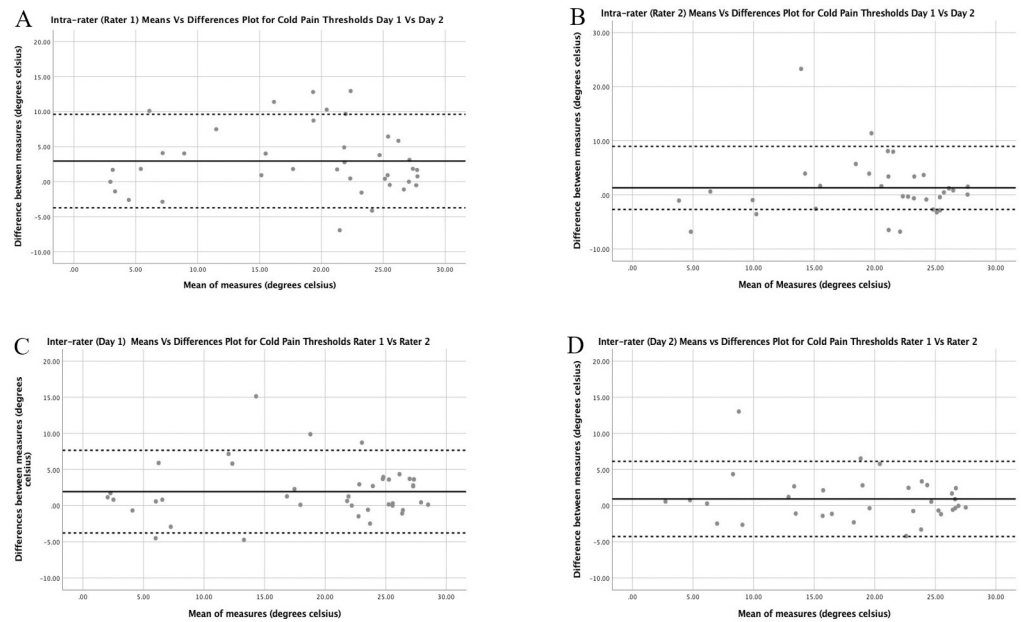 A
Intra-rater (Rater 1) Means Vs Differences Plot for Cold Pain Thresholds Day 1 Vs Day 2
Difference between measures (degrees celsius)
20.00
15.00
10.00
5.00
.00
-5.00
-10.00
.00 5.00 10.00 15.00 20.00 25.00 30.00
Mean of measures (degrees celsius)
B
Intra-rater (Rater 2) Means Vs Differences Plot for Cold Pain Thresholds Day 1 Vs Day 2
Difference between measures (degrees celsius)
30.00
20.00
10.00
.00
-10.00
.00 5.00 10.00 15.00 20.00 25.00 30.00
Mean of Measures (degrees celsius)
C
Inter-rater (Day 1) Means Vs Differences Plot for Cold Pain Thresholds Rater 1 Vs Rater 2
Differences between measures (degrees
celsius)
20.00
15.00
10.00
5.00
.00
-5.00
-10.00
.00 5.00 10.00 15.00 20.00 25.00 30.00
Mean of measures (degrees celsius)
D
Inter-rater (Day 2) Means vs Differences Plot for Cold Pain Thresholds Rater 1 Vs Rater 2
Difference between measures (degrees celsius)
20.00
15.00
10.00
5.00
.00
-5.00
-10.00
.00 5.00 10.00 15.00 20.00 25.00 30.00
Mean of measures (degrees celsius)